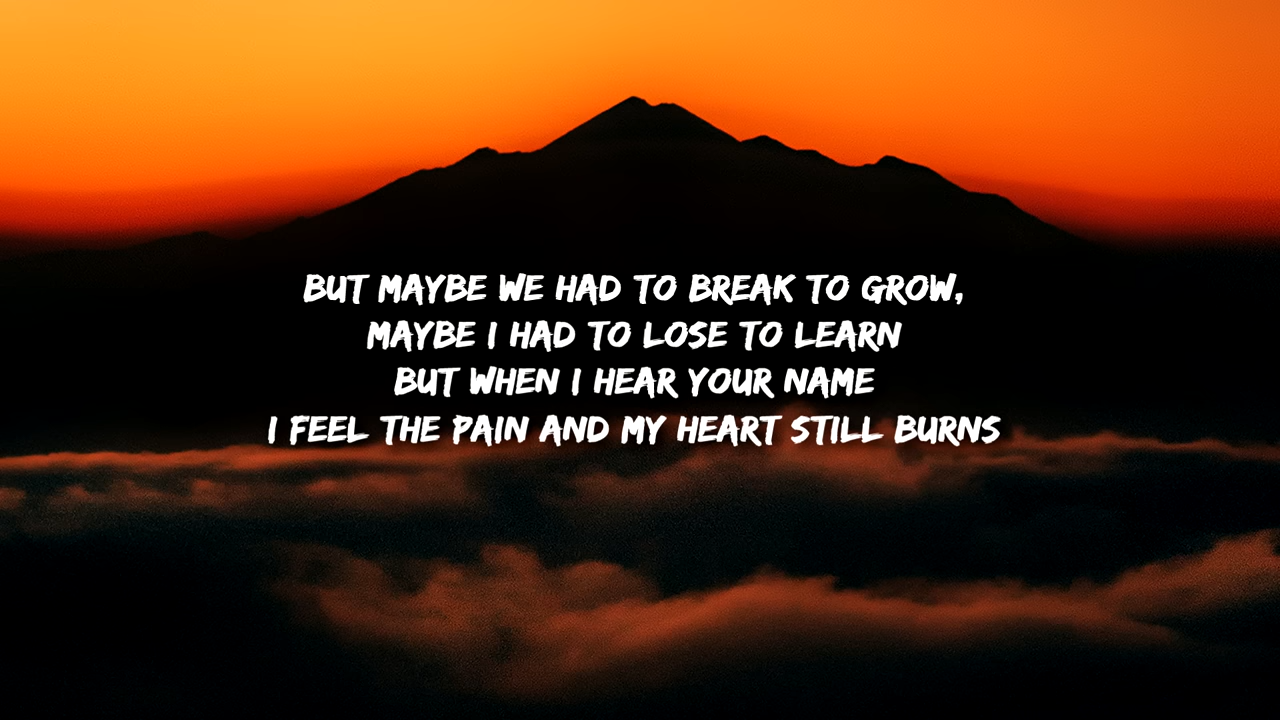 BUT MAYBE WE HAD TO BREAK TO GROW,
MAYBE I HAD TO LOSE TO LEARN
BUT WHEN I HEAR YOUR NAME
I FEEL THE PAIN AND MY HEART STILL BURNS